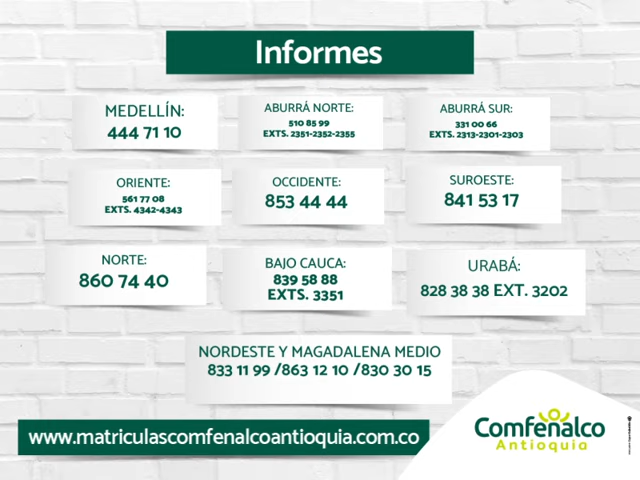 Informes
MEDELLÍN:
444 71 10
ABURRÁ NORTE:
510 85 99
EXTS. 2351-2352-2355
ABURRÁ SUR:
331 00 66
EXTS. 2313-2301-2303
ORIENTE:
561 77 08
EXTS. 4342-4343
OCCIDENTE:
853 44 44
SUROESTE:
841 53 17
NORTE:
860 74 40
BAJO CAUCA:
839 58 88
EXTS. 3351
URABÁ:
828 38 38 EXT. 3202
NORDESTE Y MAGADALENA MEDIO
833 11 99 /863 12 10 /830 30 15
www.matriculascomfenalcoantioquia.com.co
Comfenalco
Antioquia